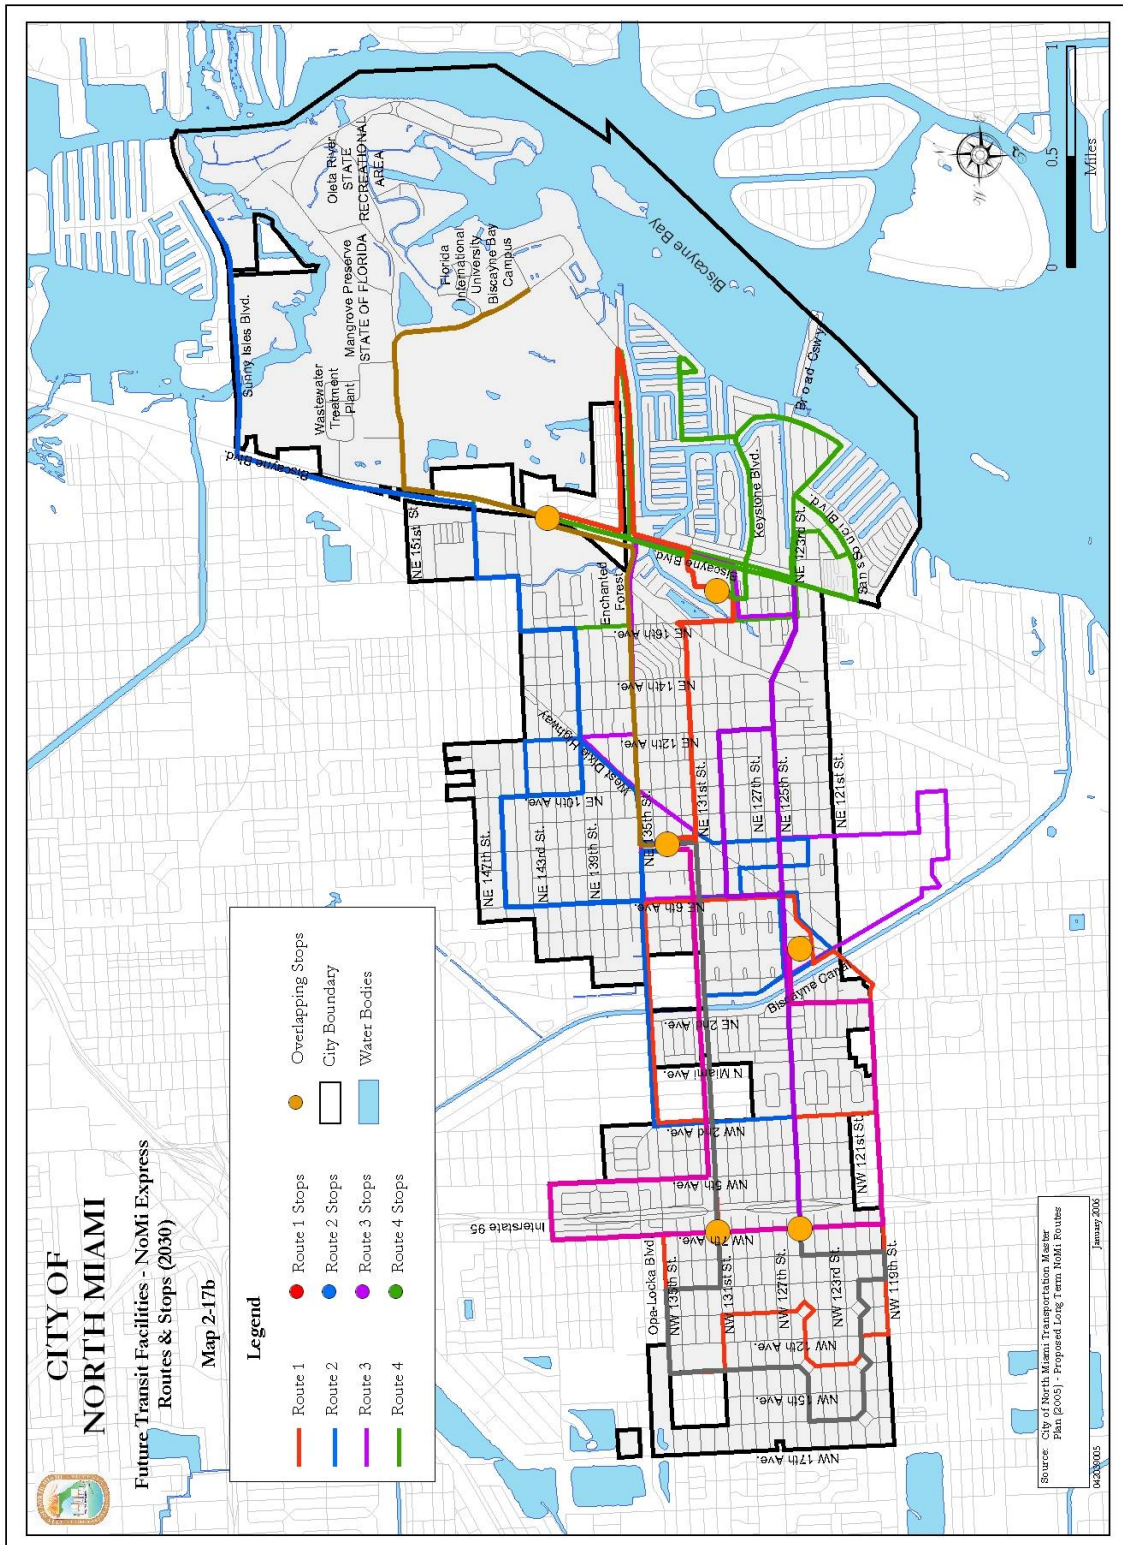 CITY OF
NORTH MIAMI
Future Transit Facilities - NoMi Express
Routes & Stops (2030)
Map 2-17b
Legend
Route 1
Route 2
Route 3
Route 4
Route 1 Stops
Route 2 Stops
Route 3 Stops
Route 4 Stops
Overlapping Stops
City Boundary
Water Bodies
Sunny Isles Blvd.
Biscayne Blvd.
Wastewater
Treatment
Plant
Mangrove Preserve
STATE OF FLORIDA
Oleta River
STATE
RECREATIONAL
AREA
Florida
International
University
Biscayne Bay
Campus
Biscayne Bay
Broad Cswy.
NE 151st St.
Enchanted
Forest
Biscayne Blvd.
Keystone Blvd.
NE 123rd St.
San Souci Blvd.
NE 16th Ave.
NE 14th Ave.
NE 12th Ave.
NE 10th Ave.
West Dixie Highway
NE 147th St.
NE 143rd St.
NE 139th St.
NE 135th St.
NE 131st St.
NE 127th St.
NE 125th St.
NE 121st St.
NE 6th Ave.
Biscayne Canal
NE 2nd Ave.
N Miami Ave.
NW 2nd Ave.
NW 5th Ave.
NW 7th Ave.
Interstate 95
Opa-Locka Blvd.
NW 135th St.
NW 131st St.
NW 127th St.
NW 123rd St.
NW 121st St.
NW 119th St.
NW 12th Ave.
NW 15th Ave.
NW 17th Ave.
0
0.5
1
Miles
Source: City of North Miami Transportation Master
Plan (2005) - Proposed Long Term NoMi Routes
042039005
January 2006